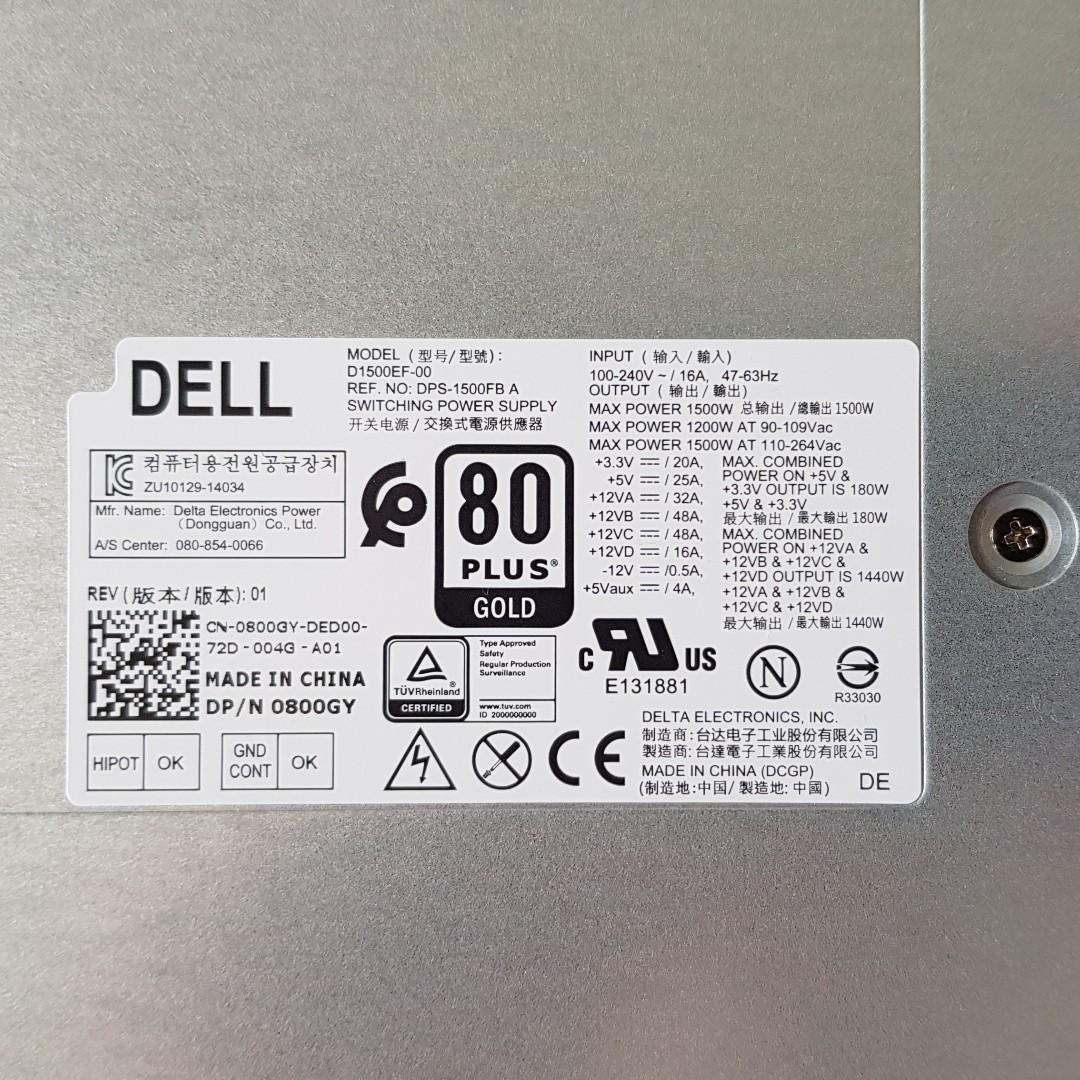 DELL
MODEL ( 型号/型號) :
D1500EF-00
REF. NO: DPS-1500FB A
SWITCHING POWER SUPPLY
开关电源 / 交換式電源供應器
컴퓨터용전원공급장치
ZU10129-14034
Mfr. Name: Delta Electronics Power
(Dongguan) Co., Ltd.
A/S Center: 080-854-0066
80
PLUS®
GOLD
REV ( 版本 / 版本): 01
CN-0800GY-DED00-
72D-004G-A01
MADE IN CHINA
DP/N 0800GY
HIPOT OK
GND
CONT OK
TÜVRheinland®
CERTIFIED
Type Approved
Safety
Regular Production
Surveillance
www.tuv.com
ID 2000000000
INPUT ( 输入 / 輸入)
100-240V ~ / 16A, 47-63Hz
OUTPUT ( 输出 / 輸出)
MAX POWER 1500W 总输出 / 總輸出 1500W
MAX POWER 1200W AT 90-109Vac
MAX POWER 1500W AT 110-264Vac
+3.3V ⎓ / 20A,
+5V ⎓ / 25A,
+12VA ⎓ / 32A,
+12VB ⎓ / 48A,
+12VC ⎓ / 48A,
+12VD ⎓ / 16A,
-12V ⎓ /0.5A,
+5Vaux ⎓ / 4A,
MAX. COMBINED
POWER ON +5V &
+3.3V OUTPUT IS 180W
+5V & +3.3V
最大输出 / 最大輸出 180W
MAX. COMBINED
POWER ON +12VA &
+12VB & +12VC &
+12VD OUTPUT IS 1440W
+12VA & +12VB &
+12VC & +12VD
最大输出 / 最大輸出 1440W
C RU US
E131881
N
R33030
CE
DELTA ELECTRONICS, INC.
制造商: 台达电子工业股份有限公司
製造商: 台達電子工業股份有限公司
MADE IN CHINA (DCGP)
(制造地:中国/ 製造地: 中國)
DE